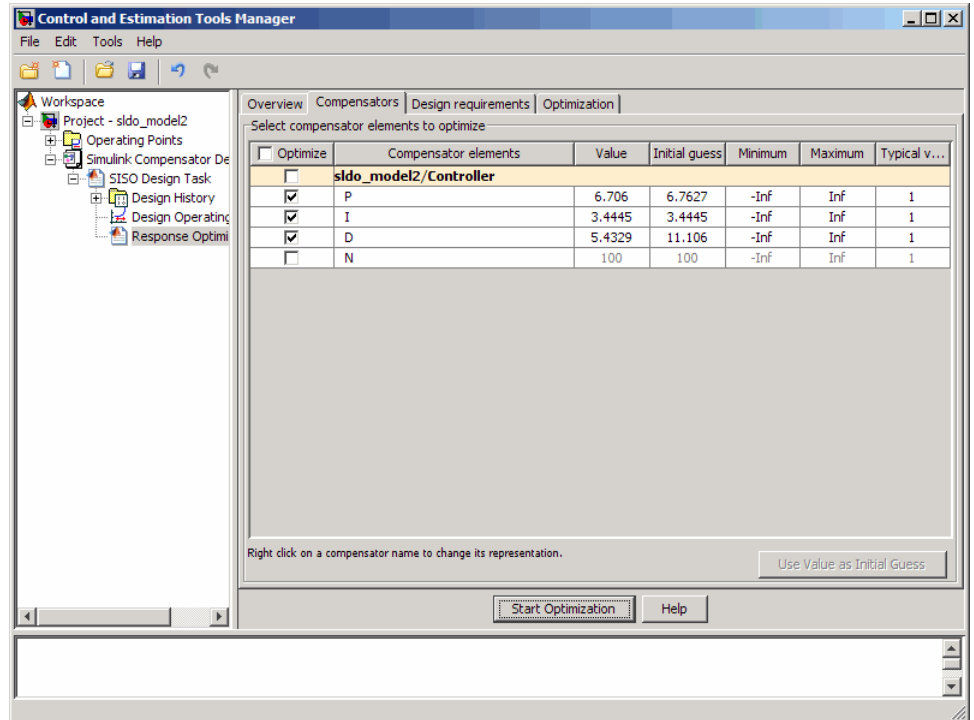 Control and Estimation Tools Manager
File Edit Tools Help
Workspace
Project - sldo_model2
Operating Points
Simulink Compensator De
SISO Design Task
Design History
Design Operating
Response Optimi
Overview Compensators Design requirements Optimization
Select compensator elements to optimize
Optimize Compensator elements Value Initial guess Minimum Maximum Typical v...
sldo_model2/Controller
P 6.706 6.7627 -Inf Inf 1
I 3.4445 3.4445 -Inf Inf 1
D 5.4329 11.106 -Inf Inf 1
N 100 100 -Inf Inf 1
Right click on a compensator name to change its representation.
Use Value as Initial Guess
Start Optimization Help